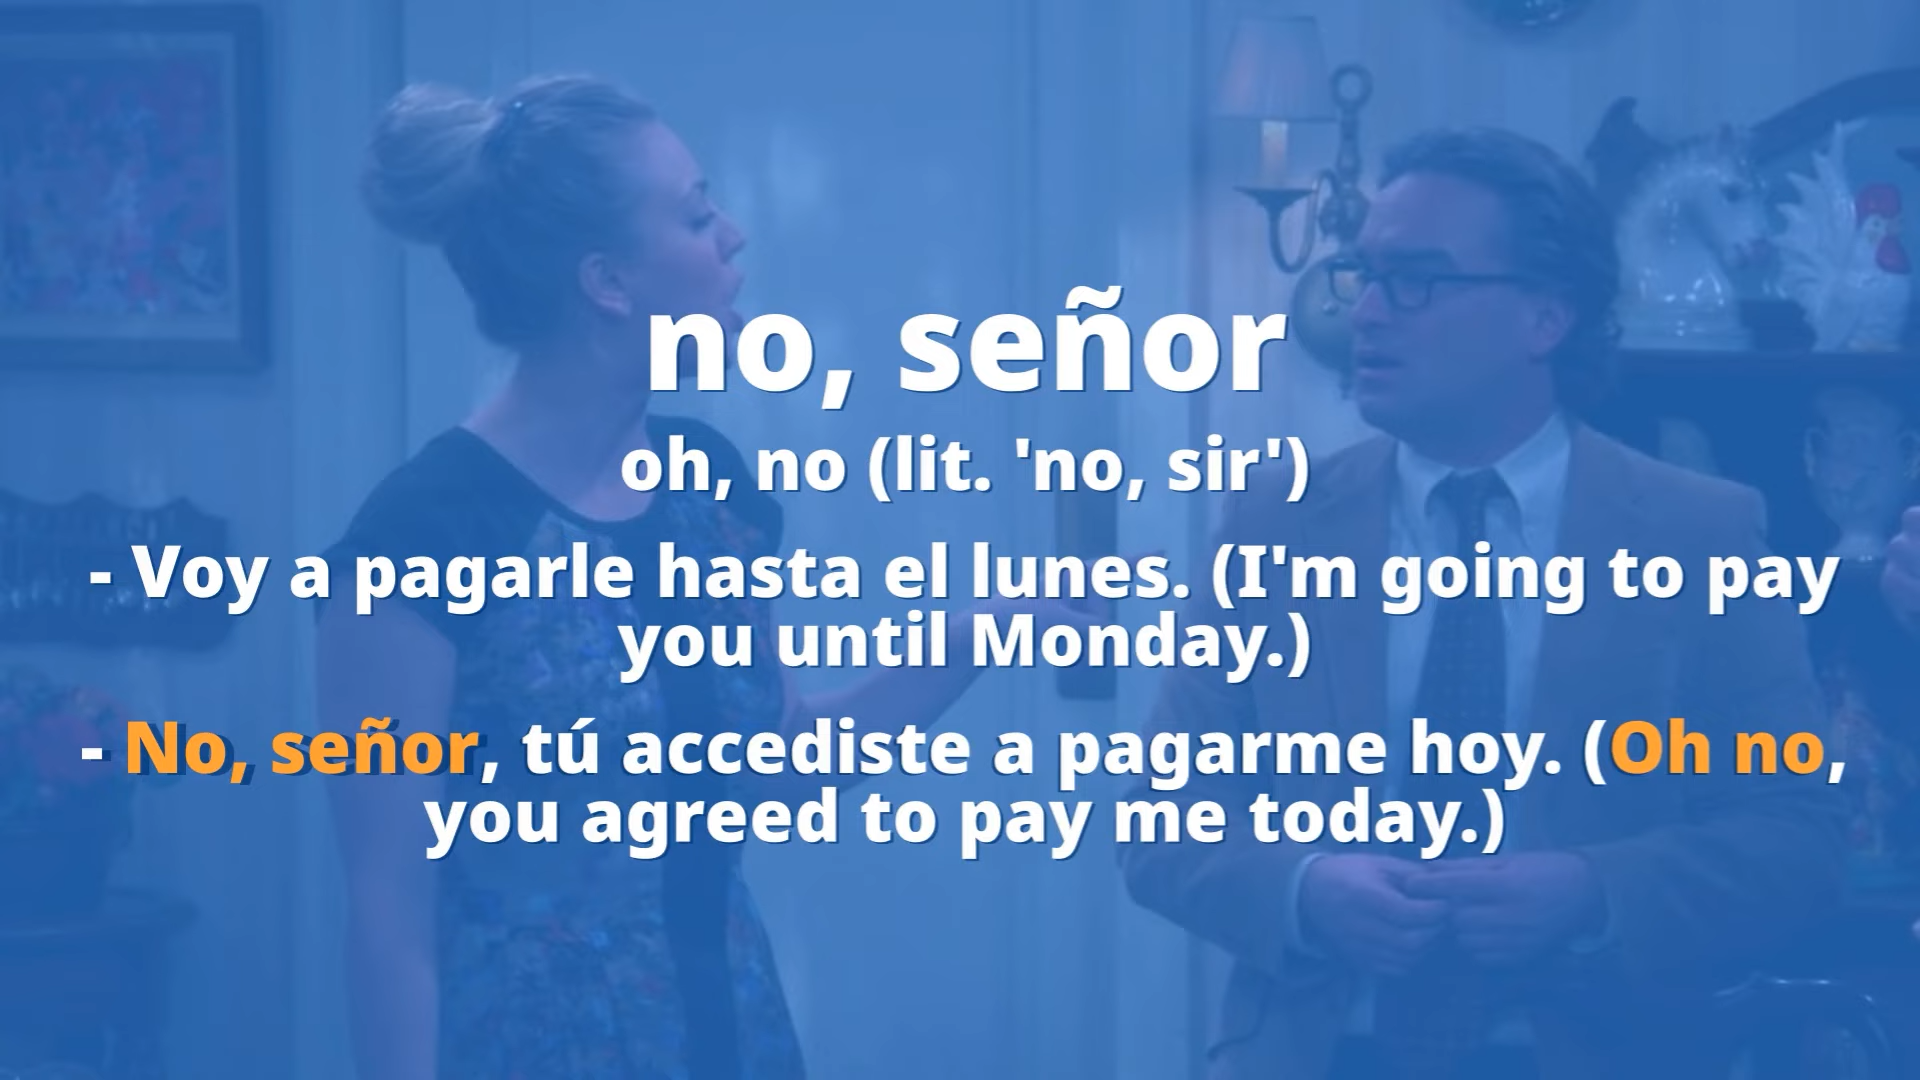 no, señor
oh, no (lit. 'no, sir')
- Voy a pagarle hasta el lunes. (I'm going to pay
you until Monday.)
- No, señor, tú accediste a pagarme hoy. (Oh no,
you agreed to pay me today.)